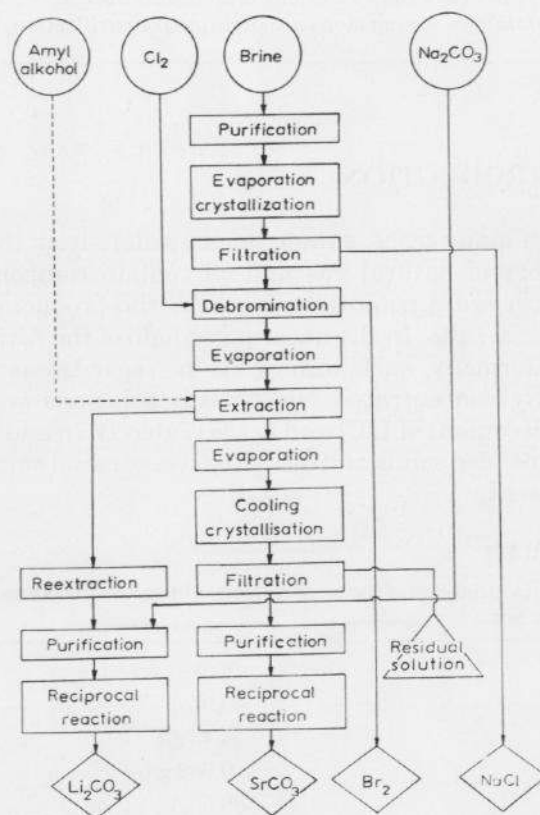 Amyl
alkohol
Cl2
Brine
Na2CO3
Purification
Evaporation
crystallization
Filtration
Debromination
Evaporation
Extraction
Evaporation
Cooling
crystallisation
Reextraction
Filtration
Purification
Purification
Residual
solution
Reciprocal
reaction
Reciprocal
reaction
Li2CO3
SrCO3
Br2
NaCl